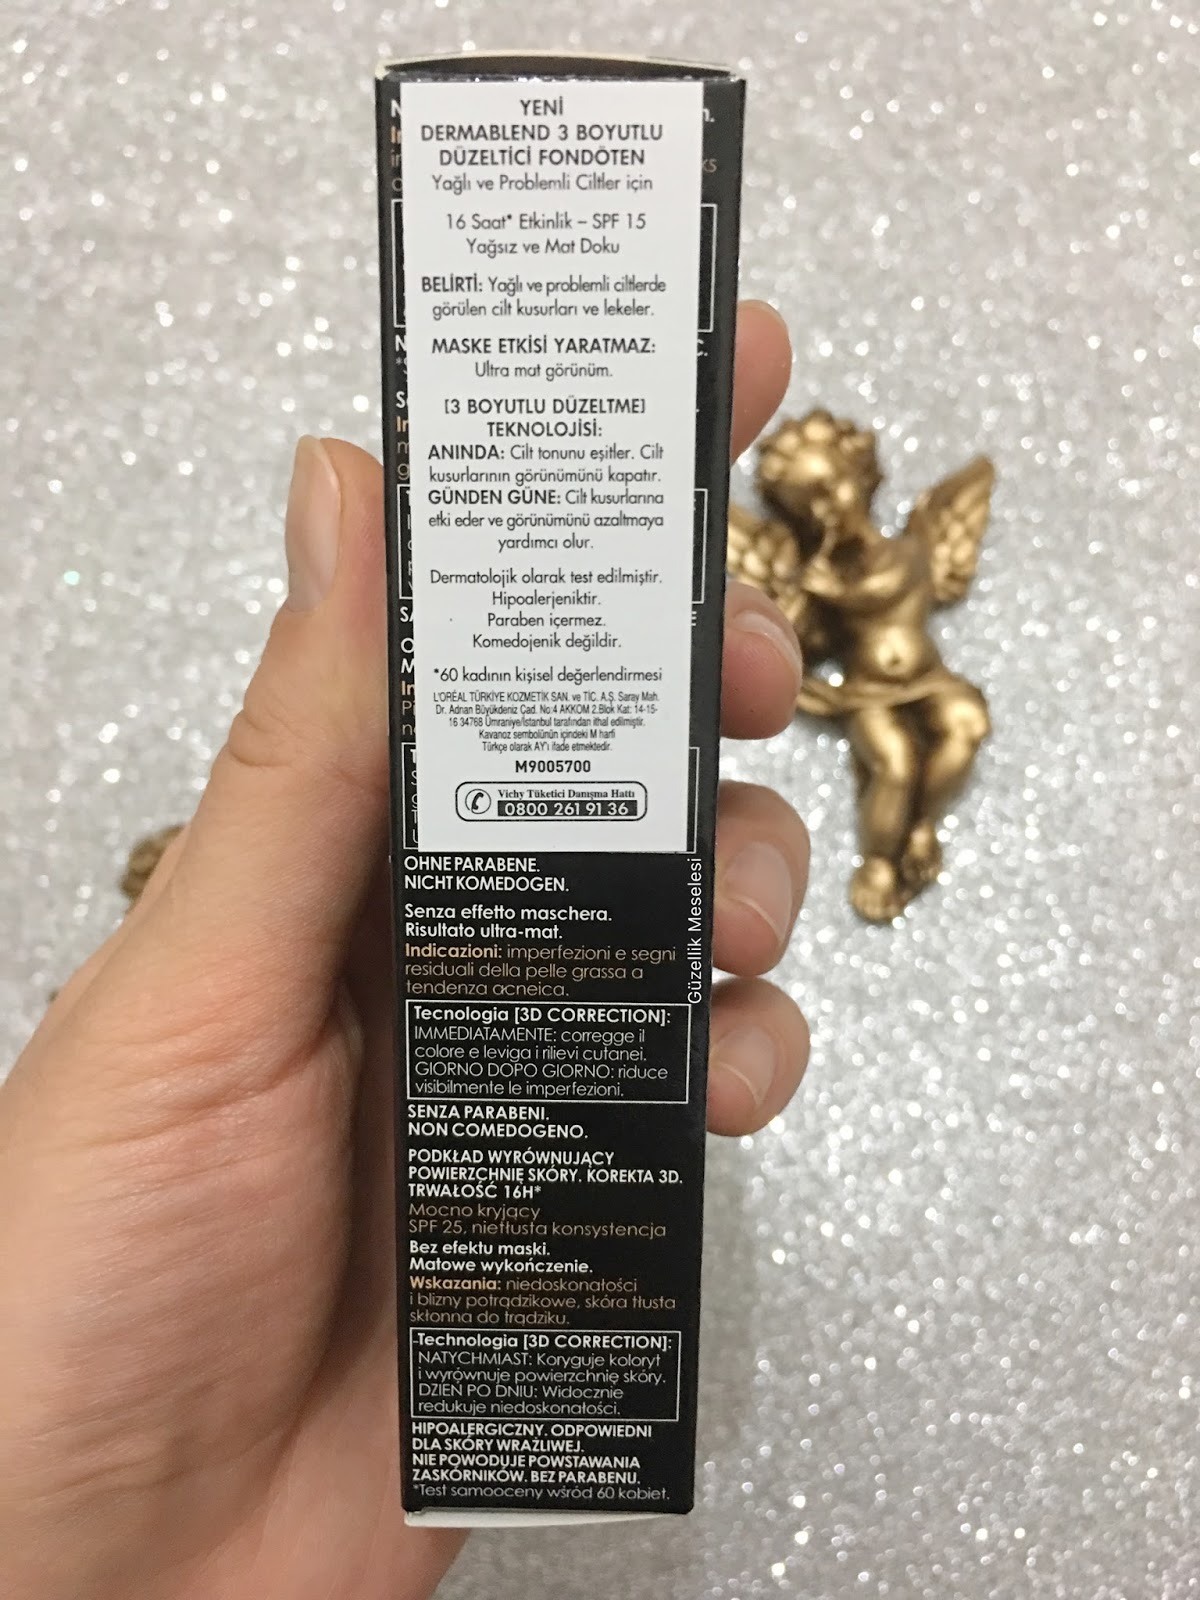 YENİ
DERMABLEND 3 BOYUTLU
DÜZELTİCİ FONDÖTEN
Yağlı ve Problemli Ciltler için
16 Saat* Etkinlik – SPF 15
Yağsız ve Mat Doku
BELİRTİ: Yağlı ve problemli ciltlerde
görülen cilt kusurları ve lekeler.
MASKE ETKİSİ YARATMAZ:
Ultra mat görünüm.
[3 BOYUTLU DÜZELTME]
TEKNOLOJİSİ:
ANINDA: Cilt tonunu eşitler. Cilt
kusurlarının görünümünü kapatır.
GÜNDEN GÜNE: Cilt kusurlarına
etki eder ve görünümünü azaltmaya
yardımcı olur.
Dermatolojik olarak test edilmiştir.
Hipoalerjeniktir.
Paraben içermez.
Komedojenik değildir.
*60 kadının kişisel değerlendirmesi
L'ORÉAL TÜRKİYE KOZMETİK SAN. ve TİC. A.Ş. Saray Mah.
Dr. Adnan Büyükdeniz Cad. No:4 AKKOM 2.Blok Kat: 14-15-
16 34768 Ümraniye/İstanbul tarafından ithal edilmiştir.
Kavanoz sembolünün içindeki M harfi
Türkçe olarak AY'ı ifade etmektedir.
M9005700
Vichy Tüketici Danışma Hattı
0800 261 91 36
OHNE PARABENE.
NICHT KOMEDOGEN.
Senza effetto maschera.
Risultato ultra-mat.
Indicazioni: imperfezioni e segni
residuali della pelle grassa a
tendenza acneica.
Tecnologia [3D CORRECTION]:
IMMEDIATAMENTE: corregge il
colore e leviga i rilievi cutanei.
GIORNO DOPO GIORNO: riduce
visibilmente le imperfezioni.
SENZA PARABENI.
NON COMEDOGENO.
PODKŁAD WYRÓWNUJĄCY
POWIERZCHNIĘ SKÓRY. KOREKTA 3D.
TRWAŁOŚĆ 16H*
Mocno kryjący
SPF 25, nietłusta konsystencja
Bez efektu maski.
Matowe wykończenie.
Wskazania: niedoskonałości
i blizny potrądzikowe, skóra tłusta
skłonna do trądziku.
Technologia [3D CORRECTION]:
NATYCHMIAST: Koryguje koloryt
i wyrównuje powierzchnię skóry.
DZIEŃ PO DNIU: Widocznie
redukuje niedoskonałości.
HIPOALERGICZNY. ODPOWIEDNI
DLA SKÓRY WRAŻLIWEJ.
NIE POWODUJE POWSTAWANIA
ZASKÓRNIKÓW. BEZ PARABENU.
*Test samooceny wśród 60 kobiet.
Güzellik Meselesi